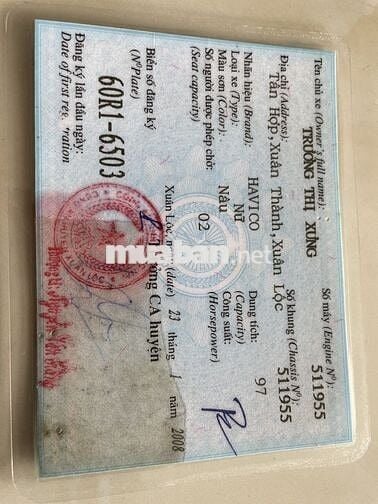 Tên chủ xe (Owner's full name):
TRƯƠNG THỊ XUNG
Địa chỉ (Address):
Tân Hợp, Xuân Thành, Xuân Lộc
Nhãn hiệu (Brand): HAVICO
Loại xe (Type): Nữ
Màu sơn (Color): Nâu
Số người được phép chở: 02
(Seat capacity)
Số máy (Engine Nº): 511955
Số khung (Chassis Nº): 511955
Dung tích: 97
(Capacity)
Công suất:
(Horsepower)
Biển số đăng ký
(NºPlate)
60R1-6503
Đăng ký lần đầu ngày:
Date of first registration
Xuân Lộc, (date) 23 tháng 1 năm 2008
CA huyện
muaban.net